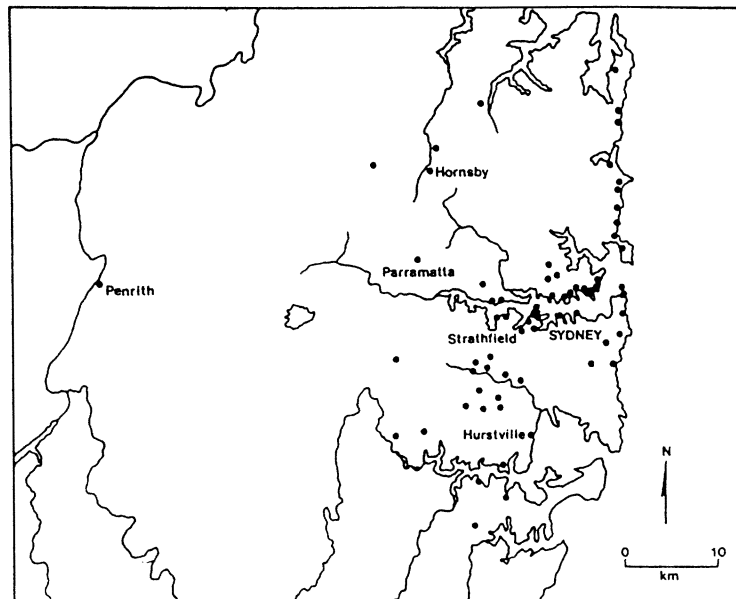 Hornsby
Parramatta
Penrith
Strathfield
SYDNEY
Hurstville
N
0 10
km